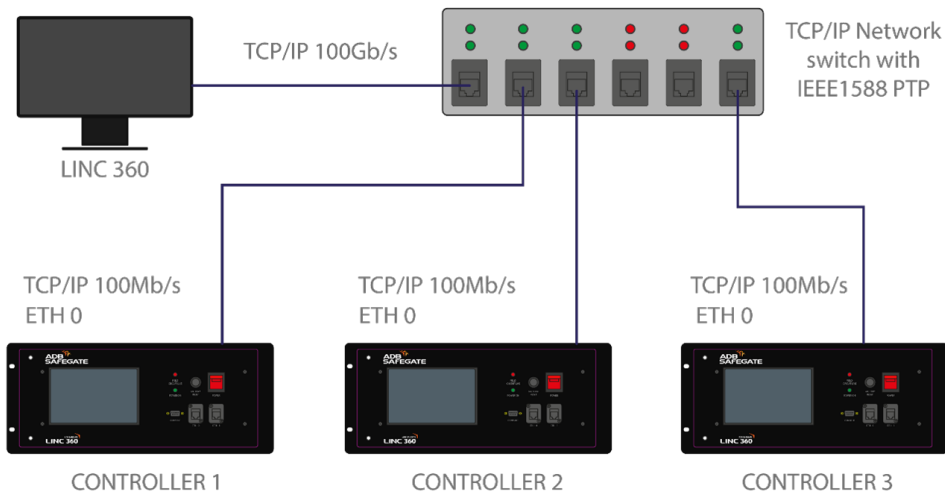 TCP/IP 100Gb/s
TCP/IP Network
switch with
IEEE1588 PTP
LINC 360
TCP/IP 100Mb/s
ETH 0
TCP/IP 100Mb/s
ETH 0
TCP/IP 100Mb/s
ETH 0
ADB
SAFEGATE
LINC 360
ADB
SAFEGATE
LINC 360
ADB
SAFEGATE
LINC 360
CONTROLLER 1
CONTROLLER 2
CONTROLLER 3